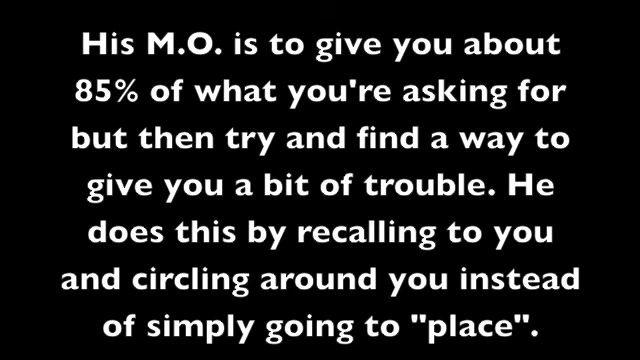 His M.O. is to give you about
85% of what you're asking for
but then try and find a way to
give you a bit of trouble. He
does this by recalling to you
and circling around you instead
of simply going to "place".